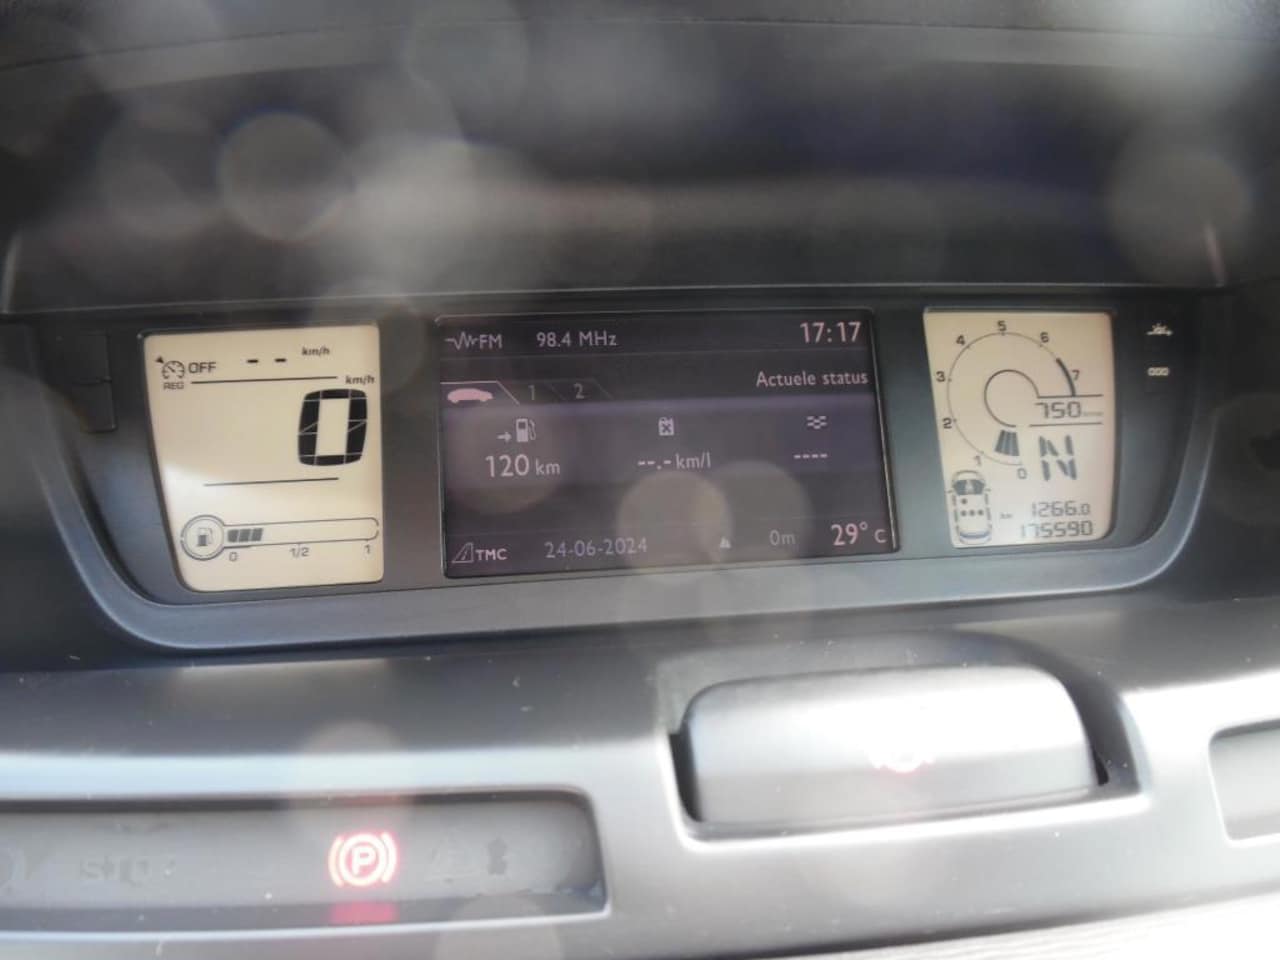 OFF -- km/h
REG
km/h
0
0 1/2 1
FM 98.4 MHz 17:17
1 2 Actuele status
120 km --.- km/l ----
TMC 24-06-2024 0m 29° C
0 1 2 3 4 5 6 7
750
N
km 1266.0
175590
P
STOP